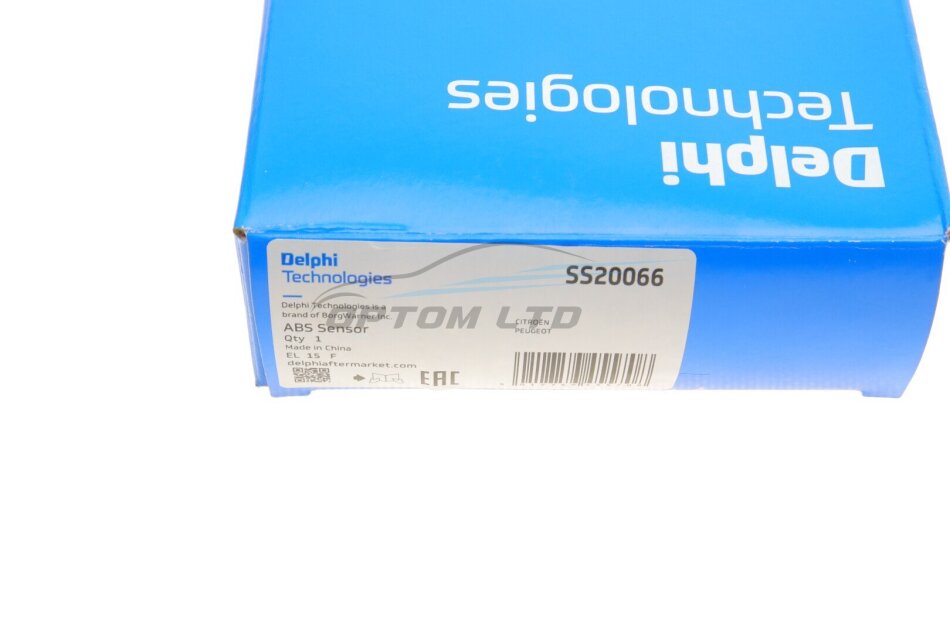 Delphi
Technologies
Delphi
Technologies
SS20066
Delphi Technologies is a
brand of BorgWarner Inc.
OPTOM LTD
ABS Sensor
CITROËN
PEUGEOT
Qty 1
Made in China
EL 15 F
delphiaftermarket.com
EAC